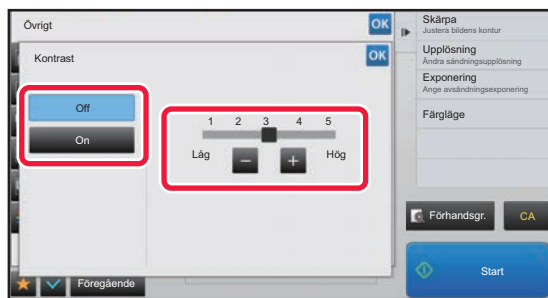 Övrigt
OK
Kontrast
OK
Off
On
1 2 3 4 5
Låg
Hög
Föregående
Skärpa
Justera bildens kontur
Upplösning
Ändra sändningsupplösning
Exponering
Ange avsändningsexponering
Färgläge
Förhandsgr.
CA
Start